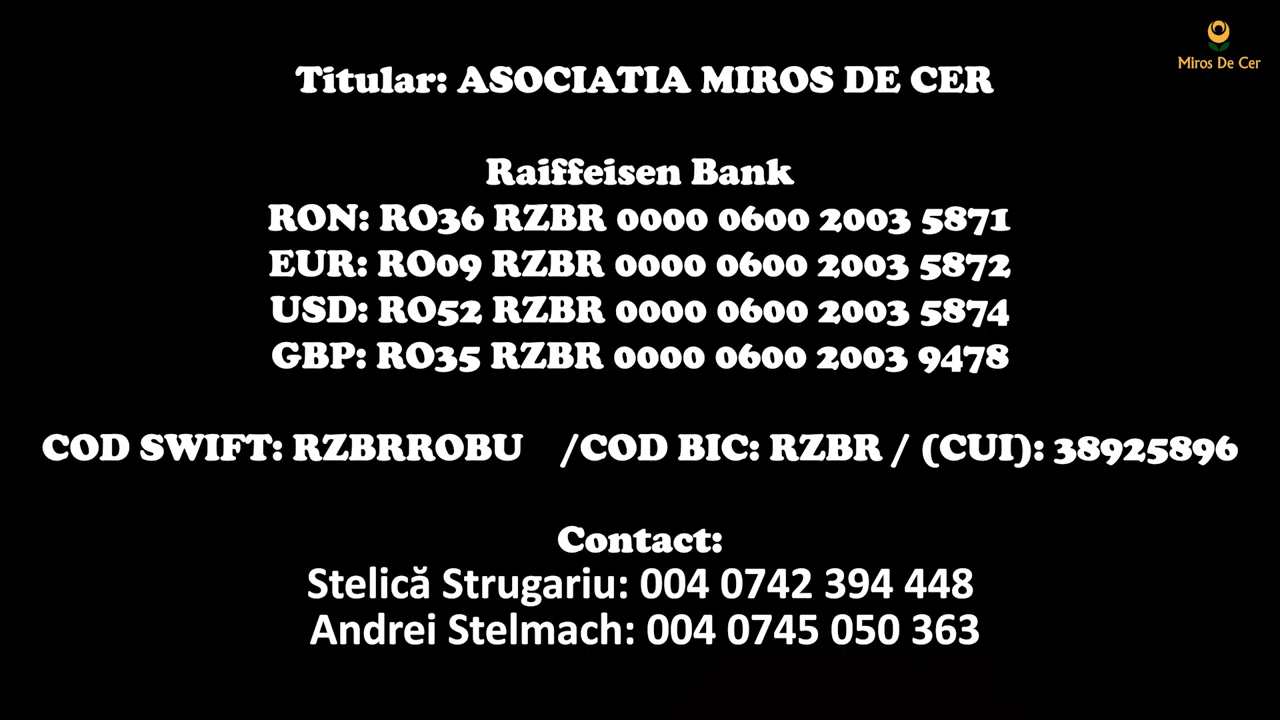 Miros De Cer
Titular: ASOCIATIA MIROS DE CER
Raiffeisen Bank
RON: RO36 RZBR 0000 0600 2003 5871
EUR: RO09 RZBR 0000 0600 2003 5872
USD: RO52 RZBR 0000 0600 2003 5874
GBP: RO35 RZBR 0000 0600 2003 9478
COD SWIFT: RZBRROBU /COD BIC: RZBR / (CUI): 38925896
Contact:
Stelică Strugariu: 004 0742 394 448
Andrei Stelmach: 004 0745 050 363